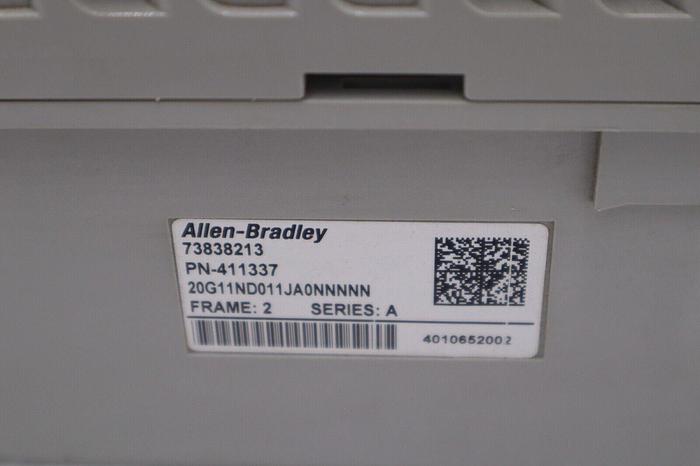 Allen-Bradley
73838213
PN-411337
20G11ND011JA0NNNNN
FRAME: 2 SERIES: A
4010652002